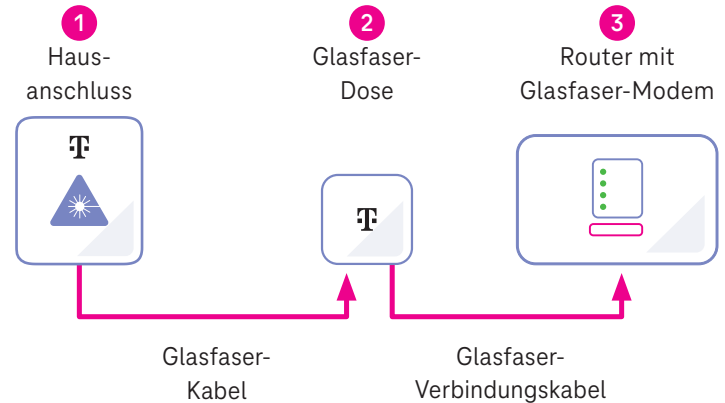 1
Haus-
anschluss
2
Glasfaser-
Dose
3
Router mit
Glasfaser-Modem
T
T
Glasfaser-
Kabel
Glasfaser-
Verbindungskabel